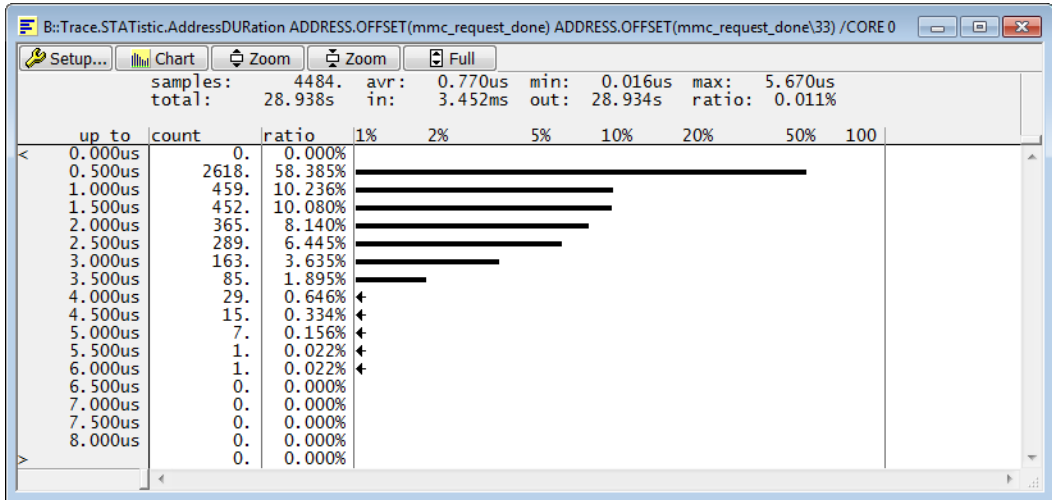 B::Trace.STATistic.AddressDURation ADDRESS.OFFSET(mmc_request_done) ADDRESS.OFFSET(mmc_request_done\33) /CORE 0
Setup... Chart Zoom Zoom Full
samples: 4484. avr: 0.770us min: 0.016us max: 5.670us
total: 28.938s in: 3.452ms out: 28.934s ratio: 0.011%
up to count ratio 1% 2% 5% 10% 20% 50% 100
< 0.000us 0. 0.000%
0.500us 2618. 58.385%
1.000us 459. 10.236%
1.500us 452. 10.080%
2.000us 365. 8.140%
2.500us 289. 6.445%
3.000us 163. 3.635%
3.500us 85. 1.895%
4.000us 29. 0.646%
4.500us 15. 0.334%
5.000us 7. 0.156%
5.500us 1. 0.022%
6.000us 1. 0.022%
6.500us 0. 0.000%
7.000us 0. 0.000%
7.500us 0. 0.000%
8.000us 0. 0.000%
> 0. 0.000%